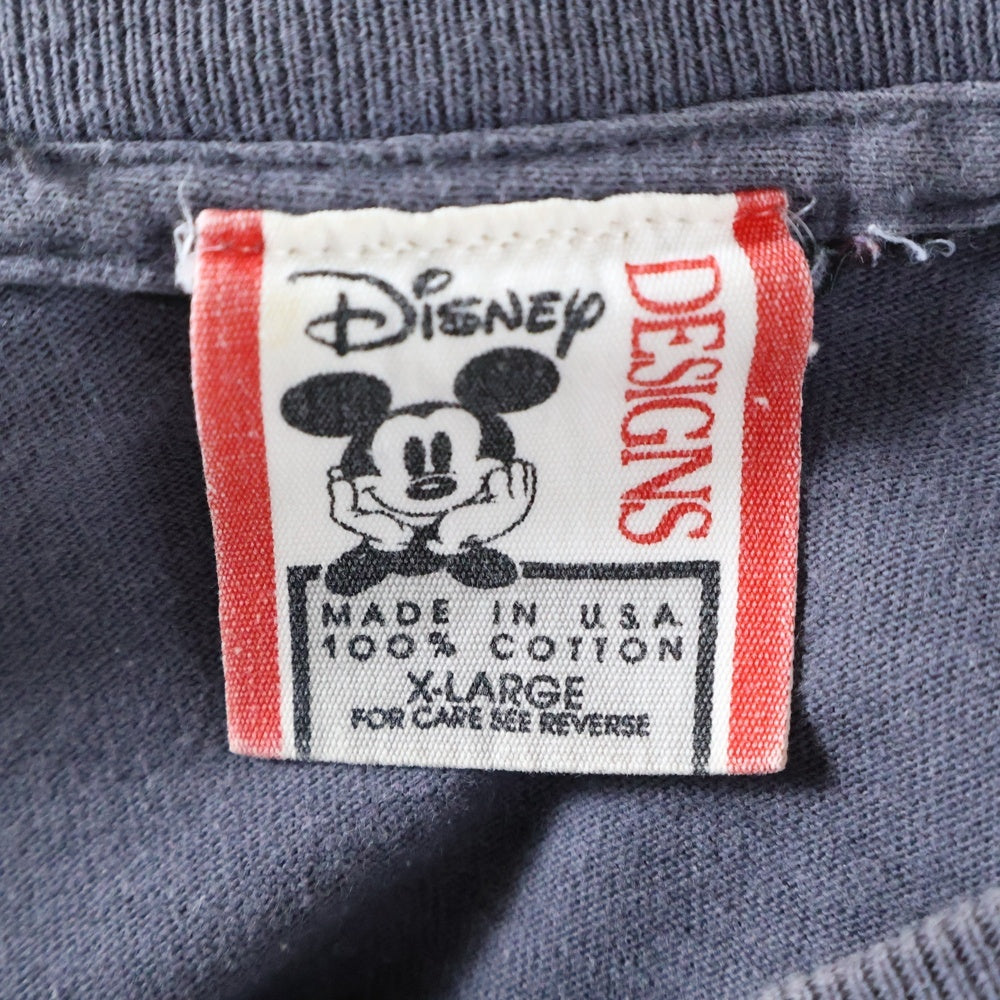 Disney
DESIGNS
MADE IN U.S.A.
100% COTTON
X-LARGE
FOR CARE SEE REVERSE